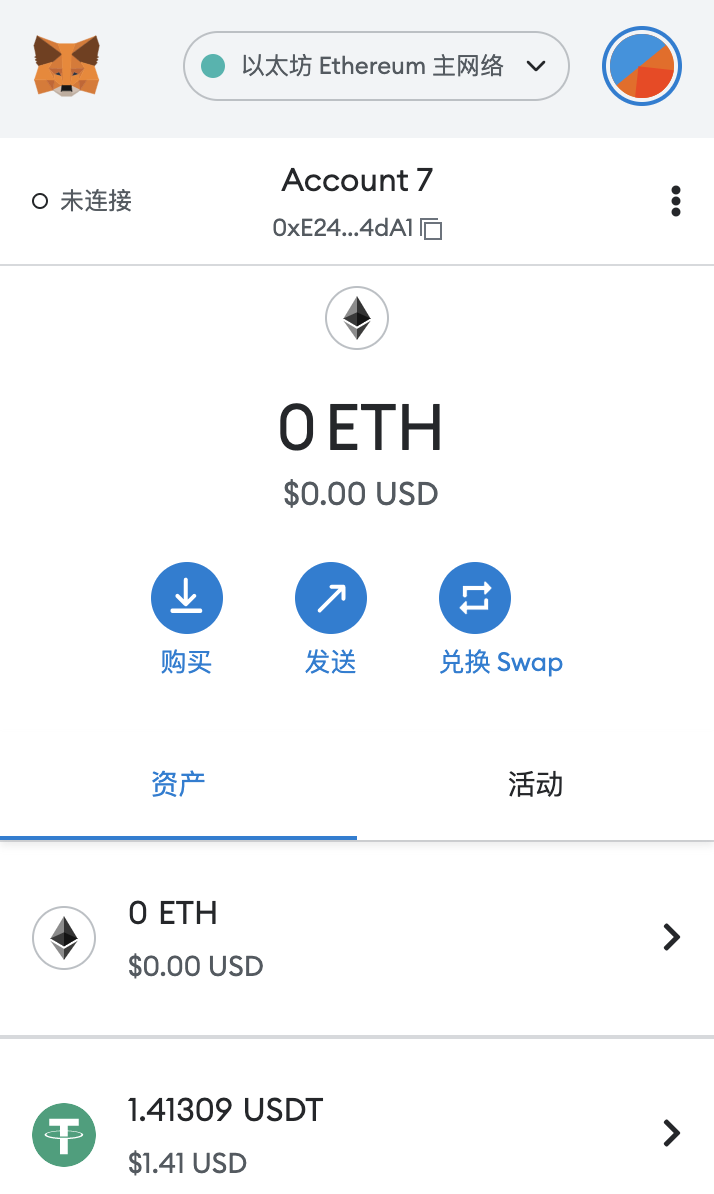 以太坊 Ethereum 主网络
未连接
Account 7
0xE24...4dA1
0 ETH
$0.00 USD
购买
发送
兑换 Swap
资产
活动
0 ETH
$0.00 USD
1.41309 USDT
$1.41 USD